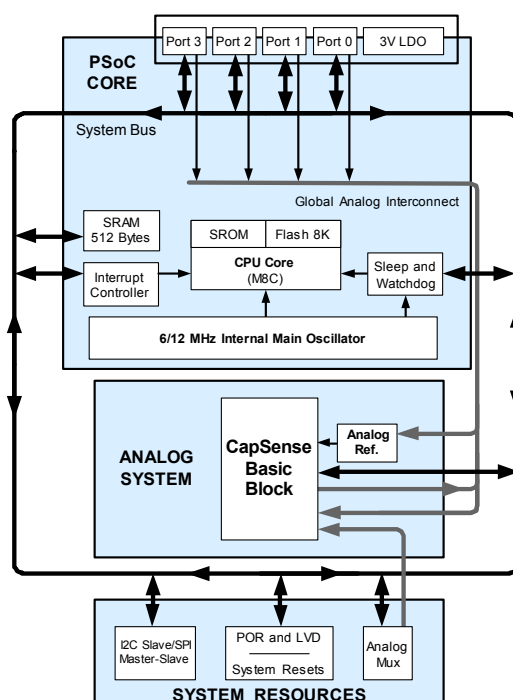 Port 3 Port 2 Port 1 Port 0 3V LDO
PSoC
CORE
System Bus
Global Analog Interconnect
SRAM
512 Bytes
SROM Flash 8K
CPU Core
(M8C)
Interrupt
Controller
Sleep and
Watchdog
6/12 MHz Internal Main Oscillator
ANALOG
SYSTEM
CapSense
Basic
Block
Analog
Ref.
I2C Slave/SPI
Master-Slave
POR and LVD
System Resets
Analog
Mux
SYSTEM RESOURCES